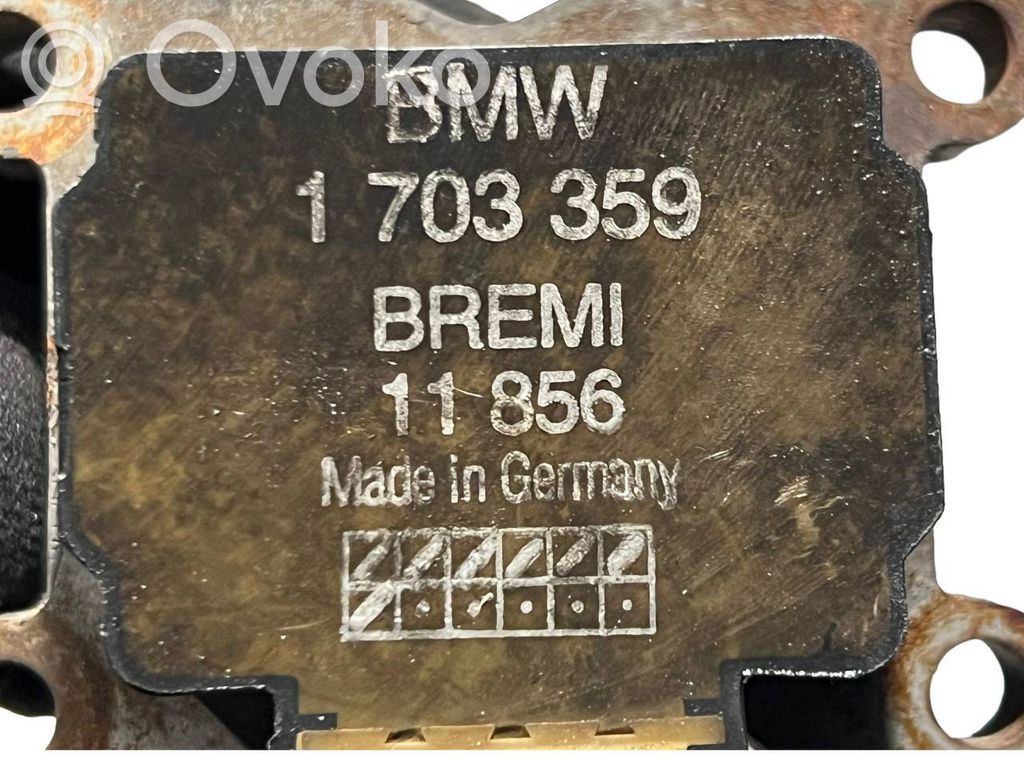 Ovoko
BMW
1 703 359
BREMI
11 856
Made in Germany